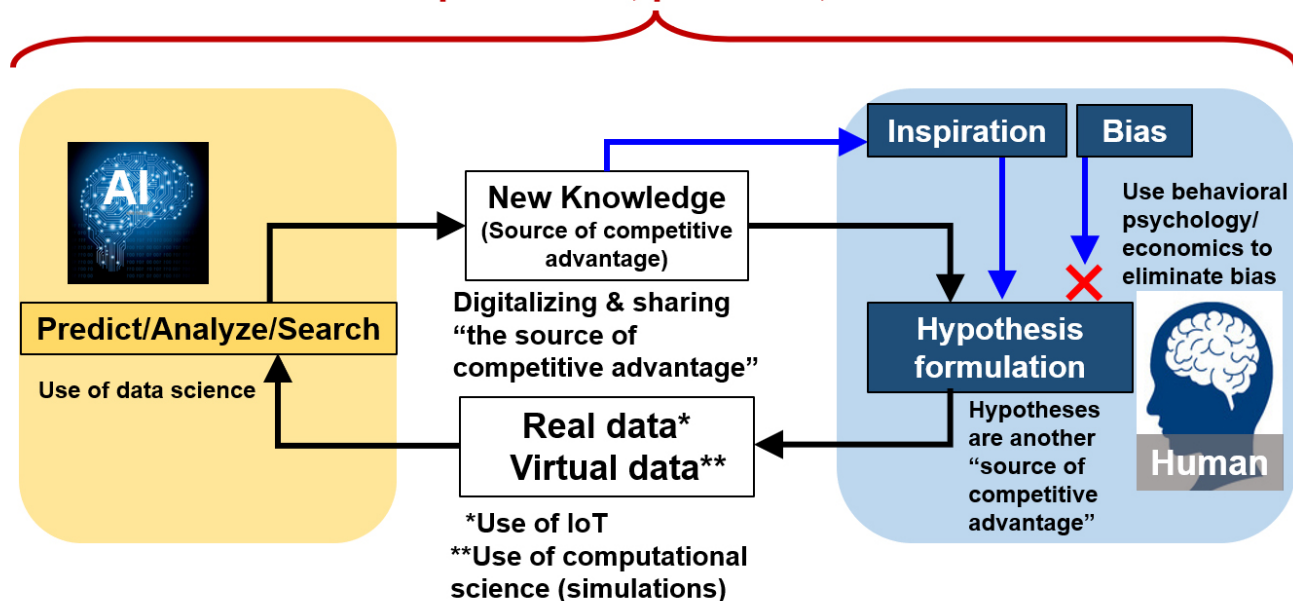 AI
Predict/Analyze/Search
Use of data science
New Knowledge
(Source of competitive
advantage)
Digitalizing & sharing
“the source of
competitive advantage”
Real data*
Virtual data**
*Use of IoT
**Use of computational
science (simulations)
Inspiration
Bias
Use behavioral
psychology/
economics to
eliminate bias
Hypothesis
formulation
Hypotheses
are another
“source of
competitive
advantage”
Human